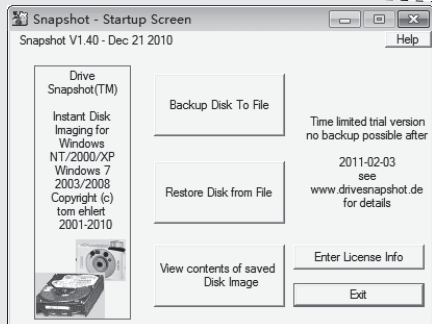 Snapshot - Startup Screen
Snapshot V1.40 - Dec 21 2010
Help
Drive
Snapshot(TM)
Instant Disk
Imaging for
Windows
NT/2000/XP
Windows 7
2003/2008
Copyright (c)
tom ehlert
2001-2010
Backup Disk To File
Restore Disk from File
View contents of saved
Disk Image
Time limited trial version
no backup possible after
2011-02-03
see
www.drivesnapshot.de
for details
Enter License Info
Exit